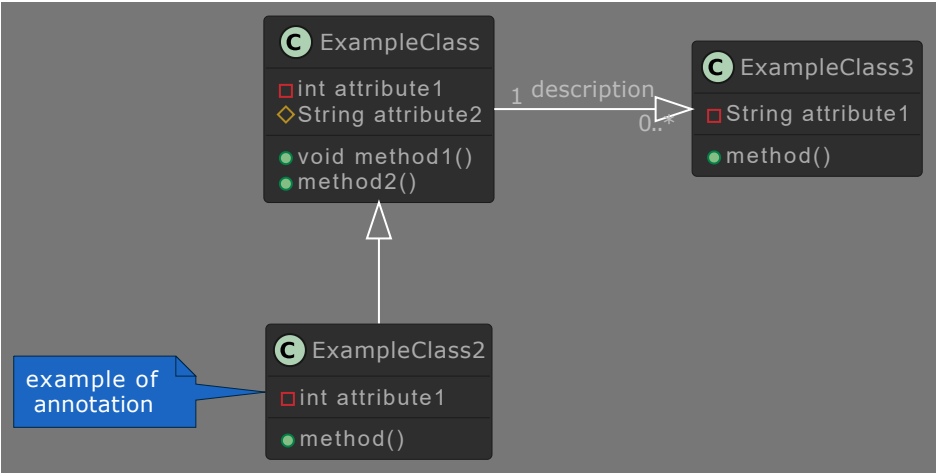 C ExampleClass
int attribute1
String attribute2
void method1()
method2()
1 description
0..*
C ExampleClass3
String attribute1
method()
C ExampleClass2
int attribute1
method()
example of
annotation